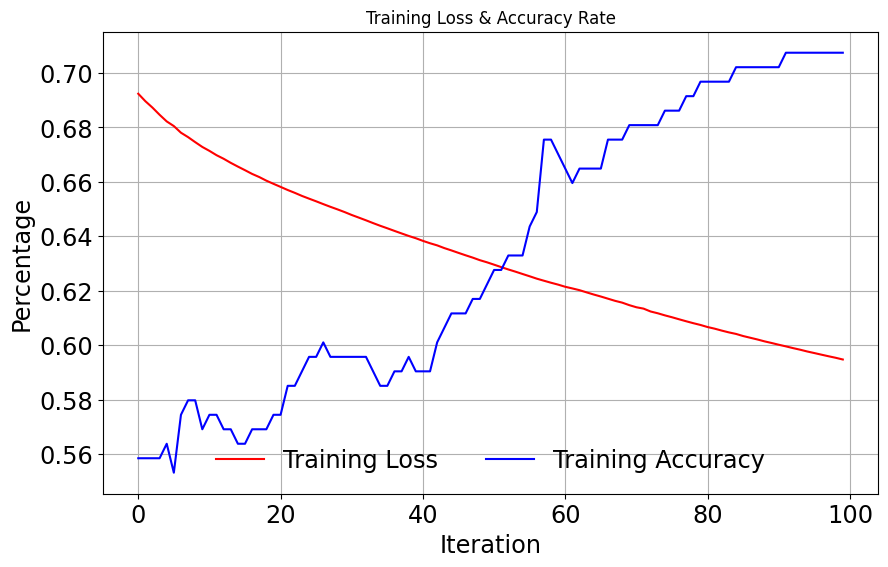 Training Loss & Accuracy Rate
Percentage
0.70
0.68
0.66
0.64
0.62
0.60
0.58
0.56
Training Loss
Training Accuracy
0
20
40
60
80
100
Iteration